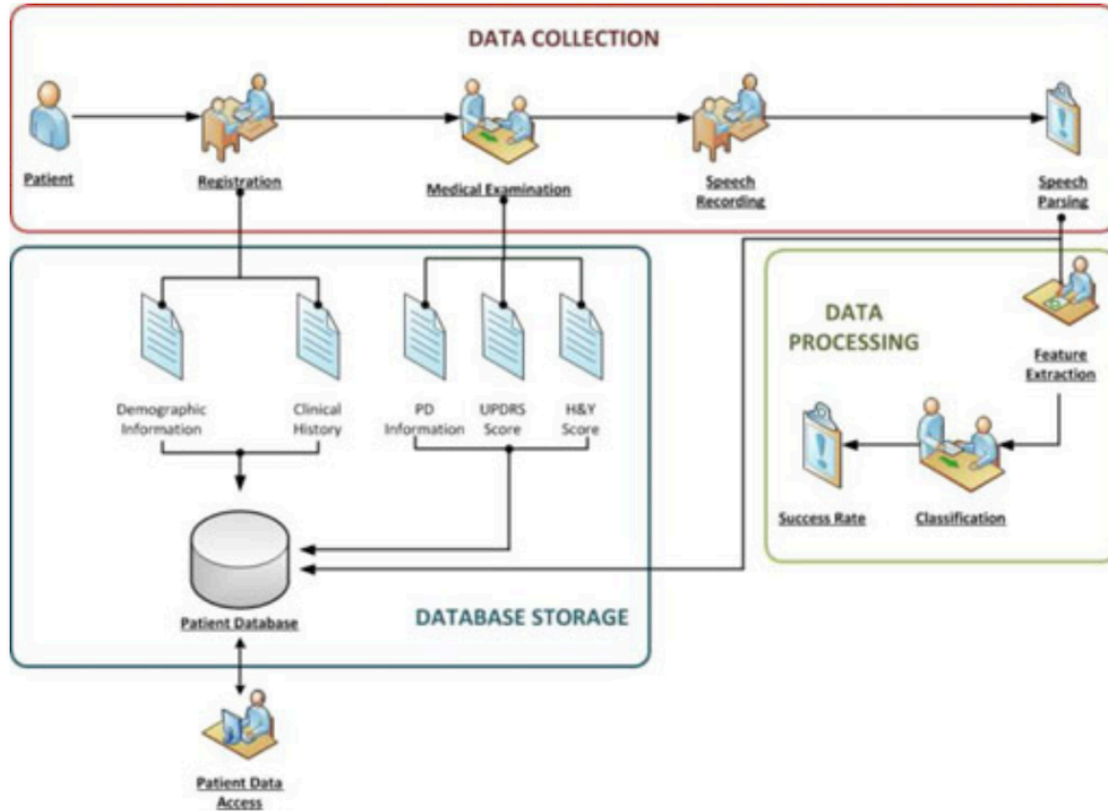 DATA COLLECTION
Patient
Registration
Medical Examination
Speech
Recording
Speech
Parsing
DATA
PROCESSING
Feature
Extraction
Demographic
Information
Clinical
History
PD
Information
UPDRS
Score
H&Y
Score
Success Rate
Classification
Patient Database
DATABASE STORAGE
Patient Data
Access